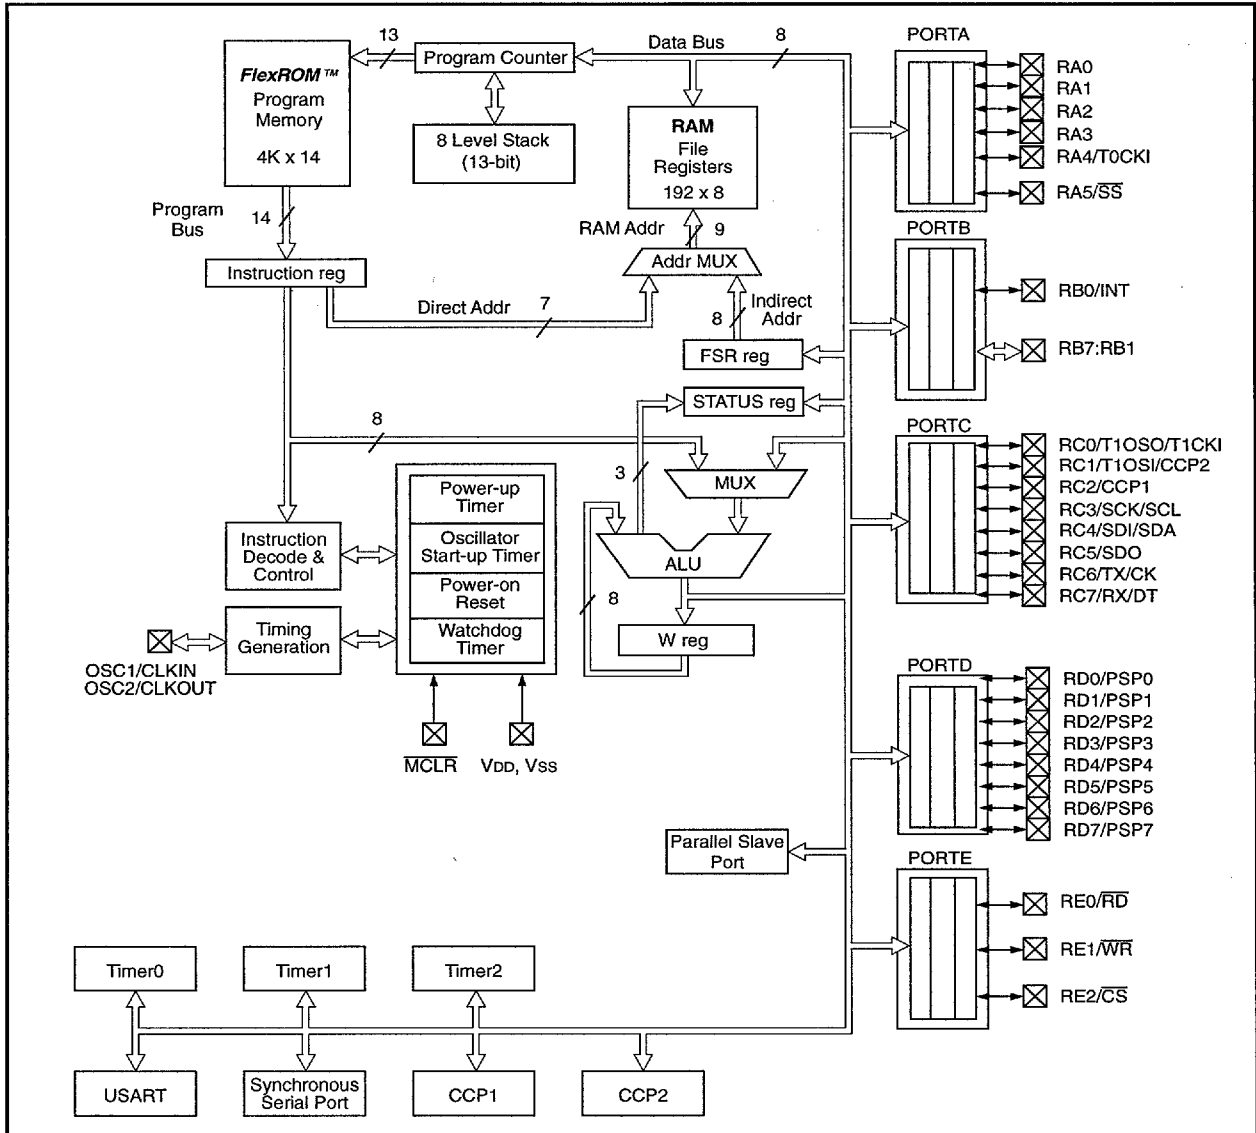 13
Data Bus
8
PORTA
FlexROM™
Program
Memory
4K x 14
Program Counter
8 Level Stack
(13-bit)
RAM
File
Registers
192 x 8
RA0
RA1
RA2
RA3
RA4/T0CKI
RA5/S̅S̅
Program
Bus
14
RAM Addr
9
PORTB
Instruction reg
Addr MUX
Direct Addr
7
8
Indirect
Addr
RB0/INT
RB7:RB1
FSR reg
STATUS reg
8
3
MUX
PORTC
RC0/T1OSO/T1CKI
RC1/T1OSI/CCP2
RC2/CCP1
RC3/SCK/SCL
RC4/SDI/SDA
RC5/SDO
RC6/TX/CK
RC7/RX/DT
Power-up
Timer
Oscillator
Start-up Timer
Power-on
Reset
Watchdog
Timer
Instruction
Decode &
Control
Timing
Generation
ALU
8
W reg
OSC1/CLKIN
OSC2/CLKOUT
M̅C̅L̅R̅
VDD, VSS
PORTD
RD0/PSP0
RD1/PSP1
RD2/PSP2
RD3/PSP3
RD4/PSP4
RD5/PSP5
RD6/PSP6
RD7/PSP7
Parallel Slave
Port
PORTE
RE0/R̅D̅
RE1/W̅R̅
RE2/C̅S̅
Timer0
Timer1
Timer2
USART
Synchronous
Serial Port
CCP1
CCP2